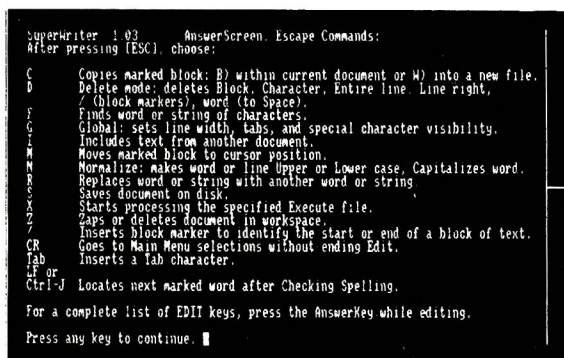 SuperWriter 1.03 AnswerScreen. Escape Commands:
After pressing [ESC], choose:
C Copies marked block: B) within current document or W) into a new file.
D Delete mode: deletes Block, Character, Entire line, Line right,
/ (block markers), word (to Space).
F Finds word or string of characters.
G Global: sets line width, tabs, and special character visibility.
I Includes text from another document.
M Moves marked block to cursor position.
N Normalize: makes word or line Upper or Lower case, Capitalizes word.
R Replaces word or string with another word or string.
S Saves document on disk.
X Starts processing the specified Execute file.
Z Zaps or deletes document in workspace.
/ Inserts block marker to identify the start or end of a block of text.
CR Goes to Main Menu selections without ending Edit.
Tab Inserts a Tab character.
LF or
Ctrl-J Locates next marked word after Checking Spelling.
For a complete list of EDIT keys, press the AnswerKey while editing.
Press any key to continue.